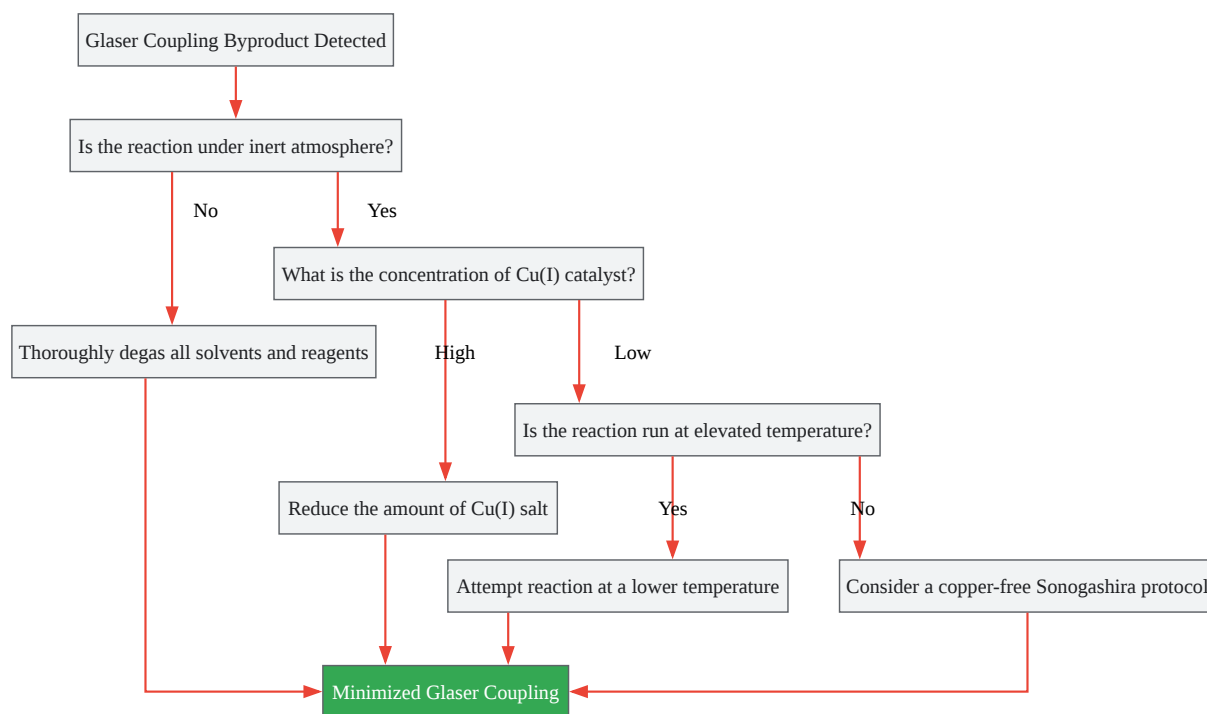 Glaser Coupling Byproduct Detected
Is the reaction under inert atmosphere?
No
Yes
What is the concentration of Cu(I) catalyst?
Thoroughly degas all solvents and reagents
High
Low
Is the reaction run at elevated temperature?
Reduce the amount of Cu(I) salt
Yes
No
Attempt reaction at a lower temperature
Consider a copper-free Sonogashira protocol
Minimized Glaser Coupling